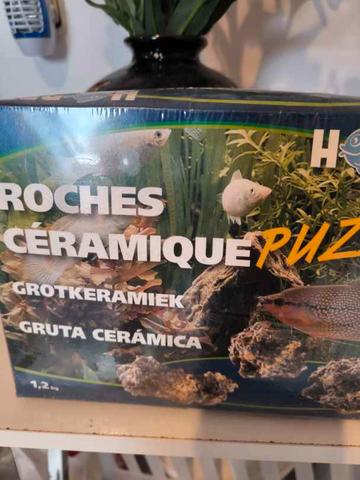 H
ROCHES
CÉRAMIQUE PUZ
GROTKERAMIEK
GRUTA CERÁMICA
1,2 kg